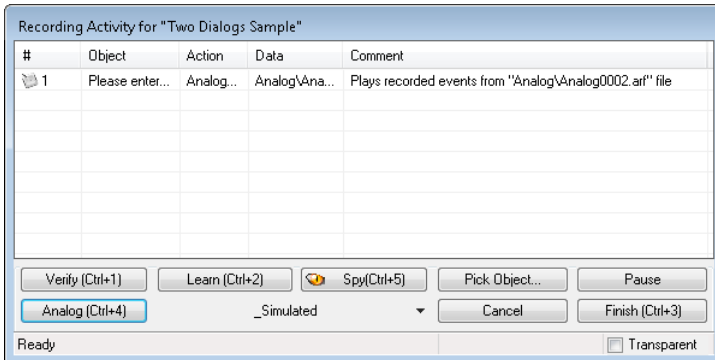 Recording Activity for "Two Dialogs Sample"
# Object Action Data Comment
1 Please enter... Analog... Analog\Ana... Plays recorded events from "Analog\Analog0002.arf" file
Verify (Ctrl+1) Learn (Ctrl+2) Spy(Ctrl+5) Pick Object... Pause
Analog (Ctrl+4) _Simulated Cancel Finish (Ctrl+3)
Ready Transparent